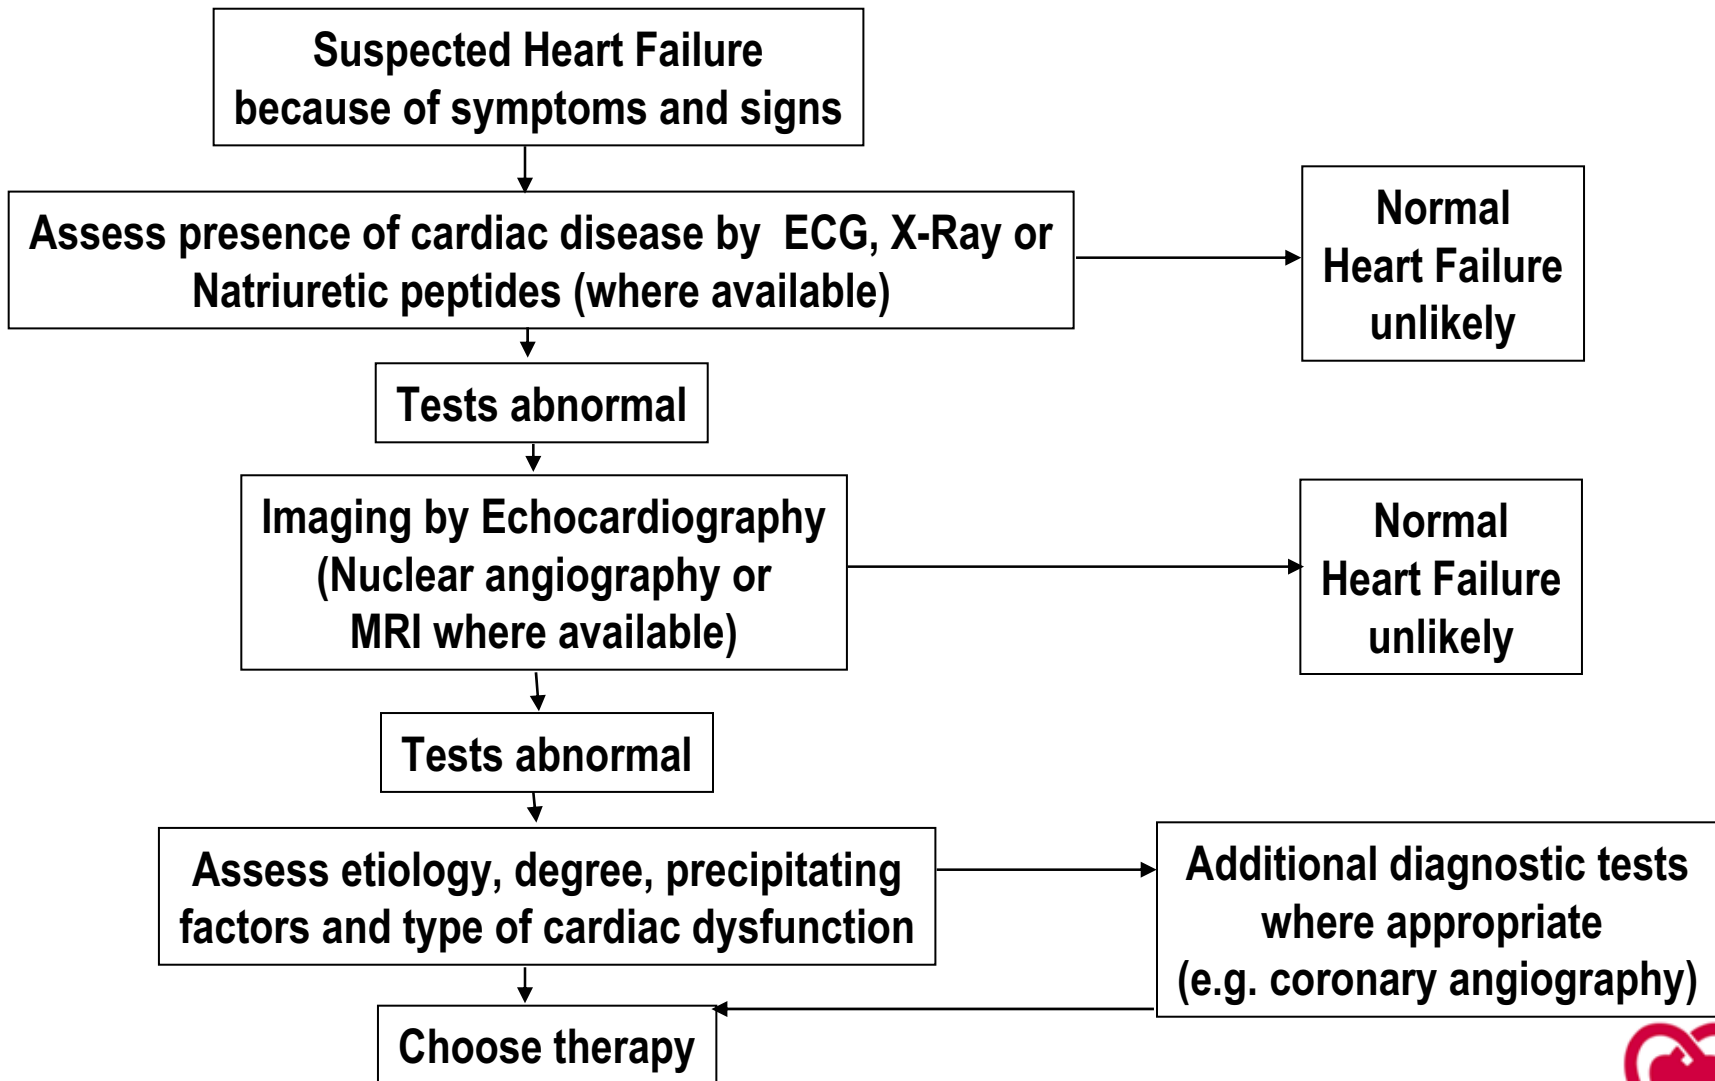 Suspected Heart Failure
because of symptoms and signs
Assess presence of cardiac disease by ECG, X-Ray or
Natriuretic peptides (where available)
Normal
Heart Failure
unlikely
Tests abnormal
Imaging by Echocardiography
(Nuclear angiography or
MRI where available)
Normal
Heart Failure
unlikely
Tests abnormal
Assess etiology, degree, precipitating
factors and type of cardiac dysfunction
Additional diagnostic tests
where appropriate
(e.g. coronary angiography)
Choose therapy